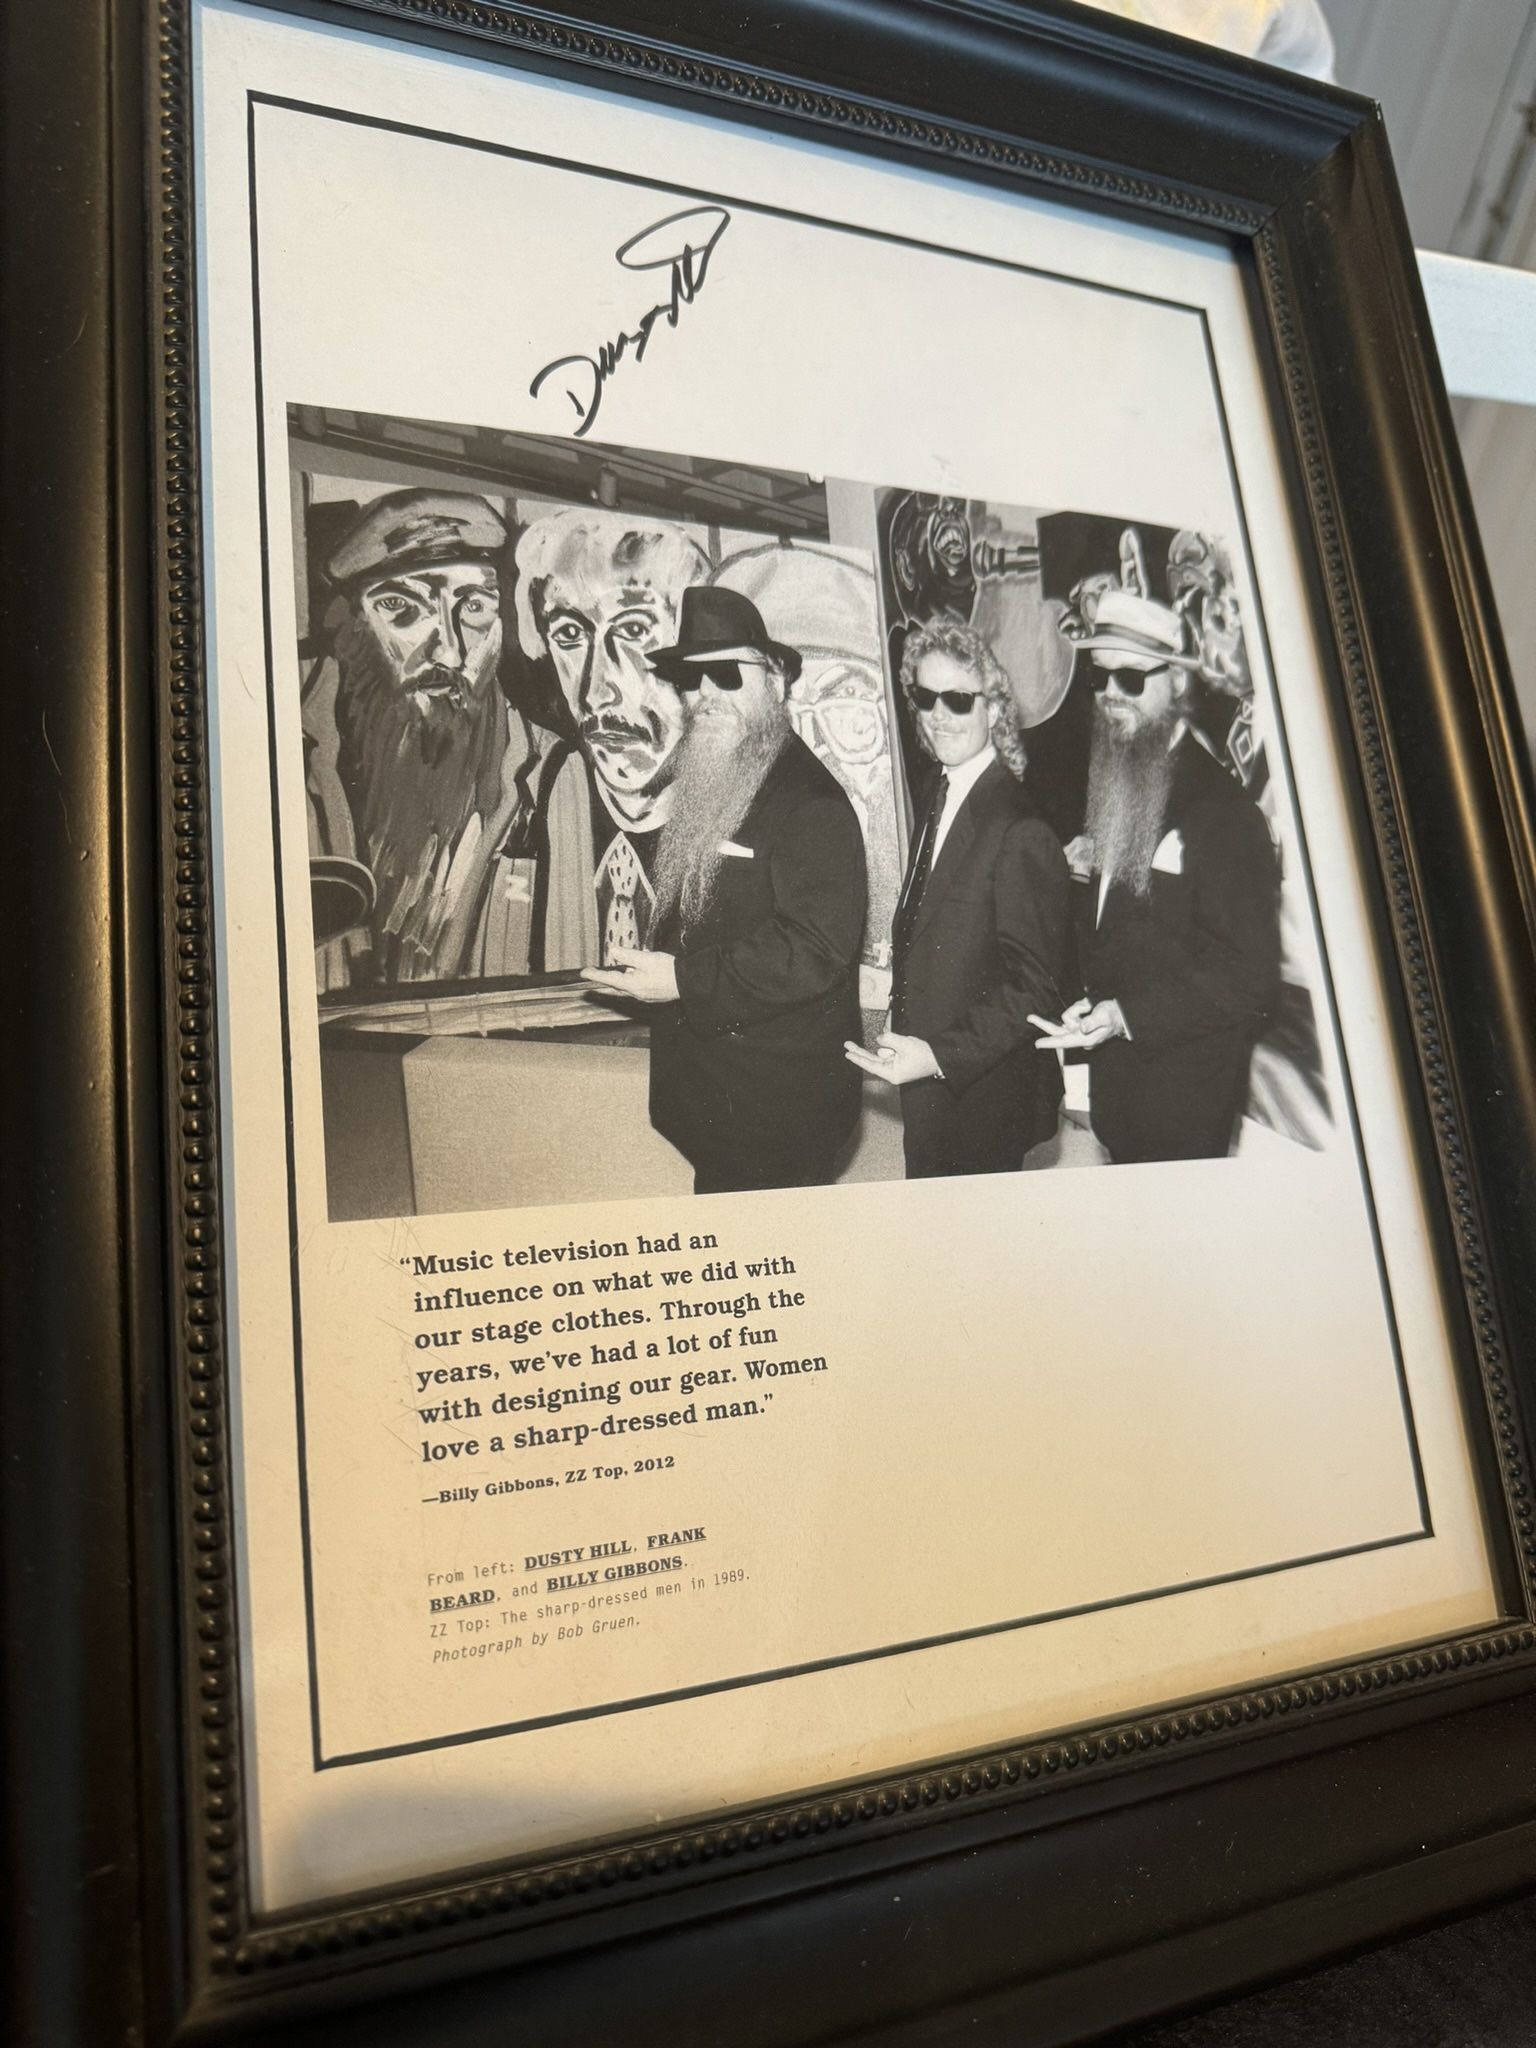 Dusty Hill
“Music television had an
influence on what we did with
our stage clothes. Through the
years, we’ve had a lot of fun
with designing our gear. Women
love a sharp-dressed man.”
—Billy Gibbons, ZZ Top, 2012
From left: DUSTY HILL, FRANK
BEARD, and BILLY GIBBONS.
ZZ Top: The sharp-dressed men in 1989.
Photograph by Bob Gruen.